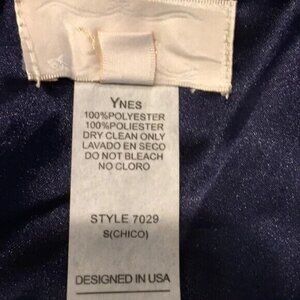 YNES
100%POLYESTER
100%POLIESTER
DRY CLEAN ONLY
LAVADO EN SECO
DO NOT BLEACH
NO CLORO
STYLE 7029
S(CHICO)
DESIGNED IN USA